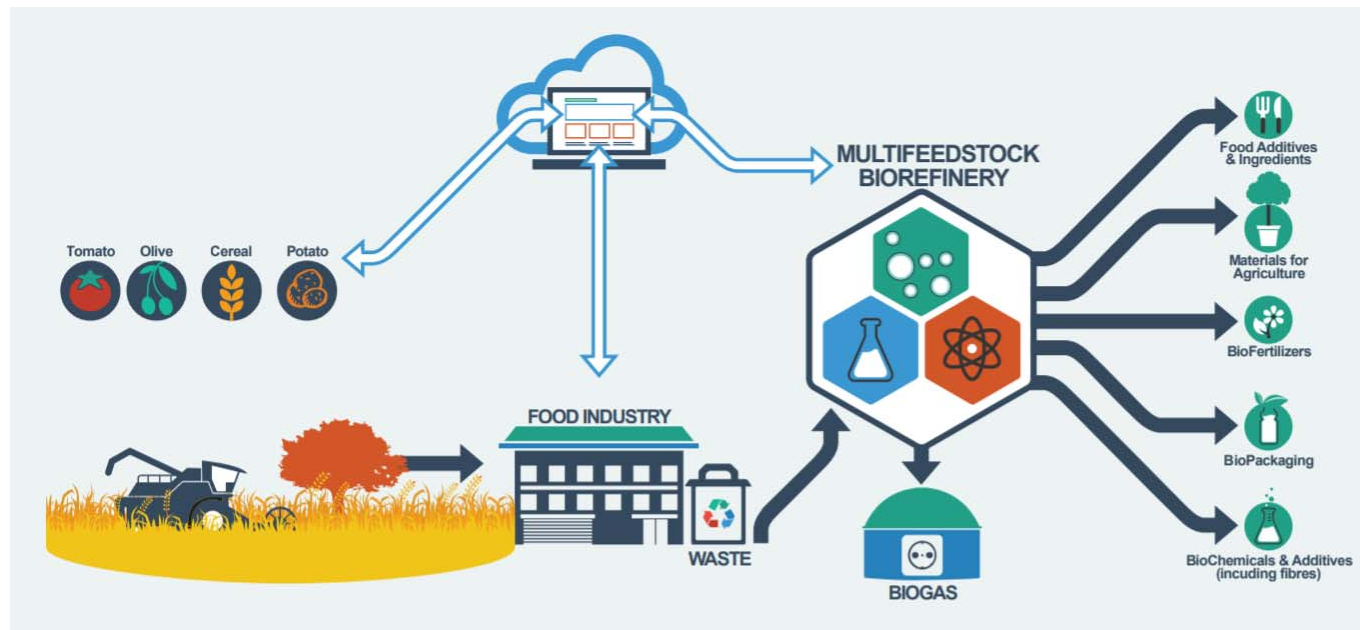 MULTIFEEDSTOCK
BIOREFINERY
Food Additives
& Ingredients
Tomato
Olive
Cereal
Potato
Materials for
Agriculture
BioFertilizers
FOOD INDUSTRY
BioPackaging
WASTE
BIOGAS
BioChemicals & Additives
(incuding fibres)